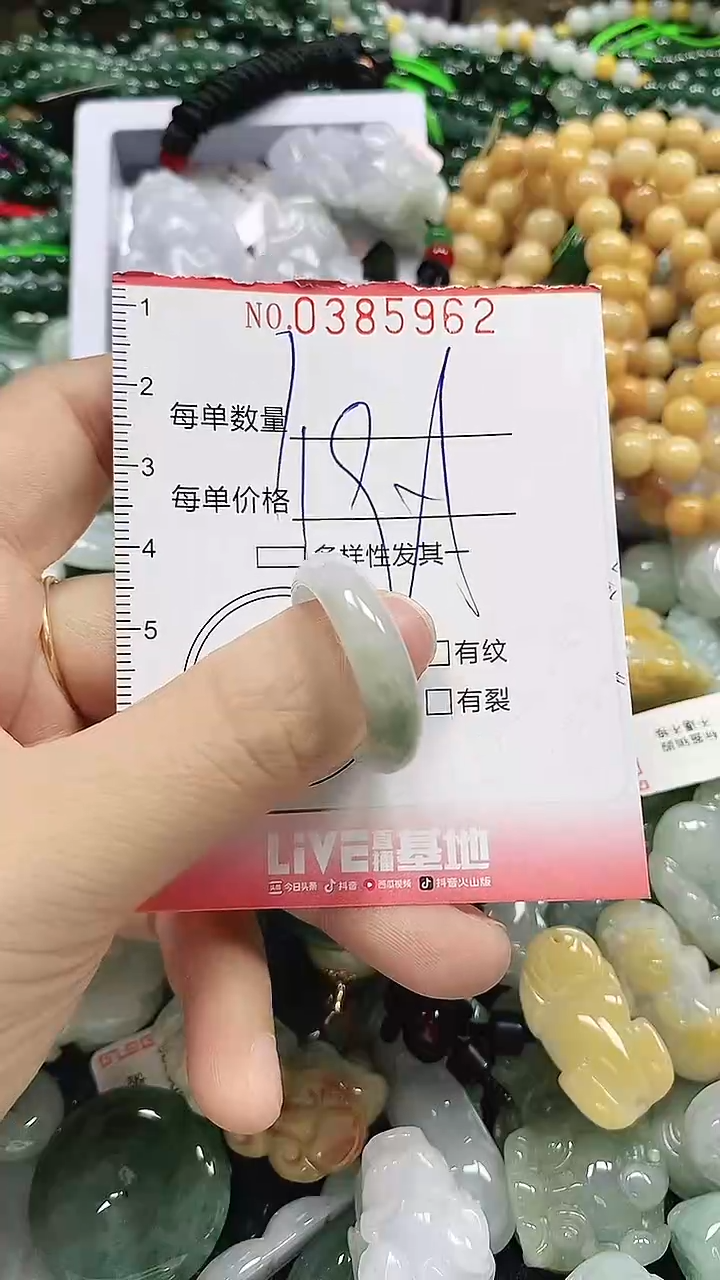 NO.0385962
1
2
每单数量
3
每单价格
4
多样性发其一
5
有纹
有裂
LiVE直播基地
头条 今日头条 抖音 西瓜视频 抖音火山版